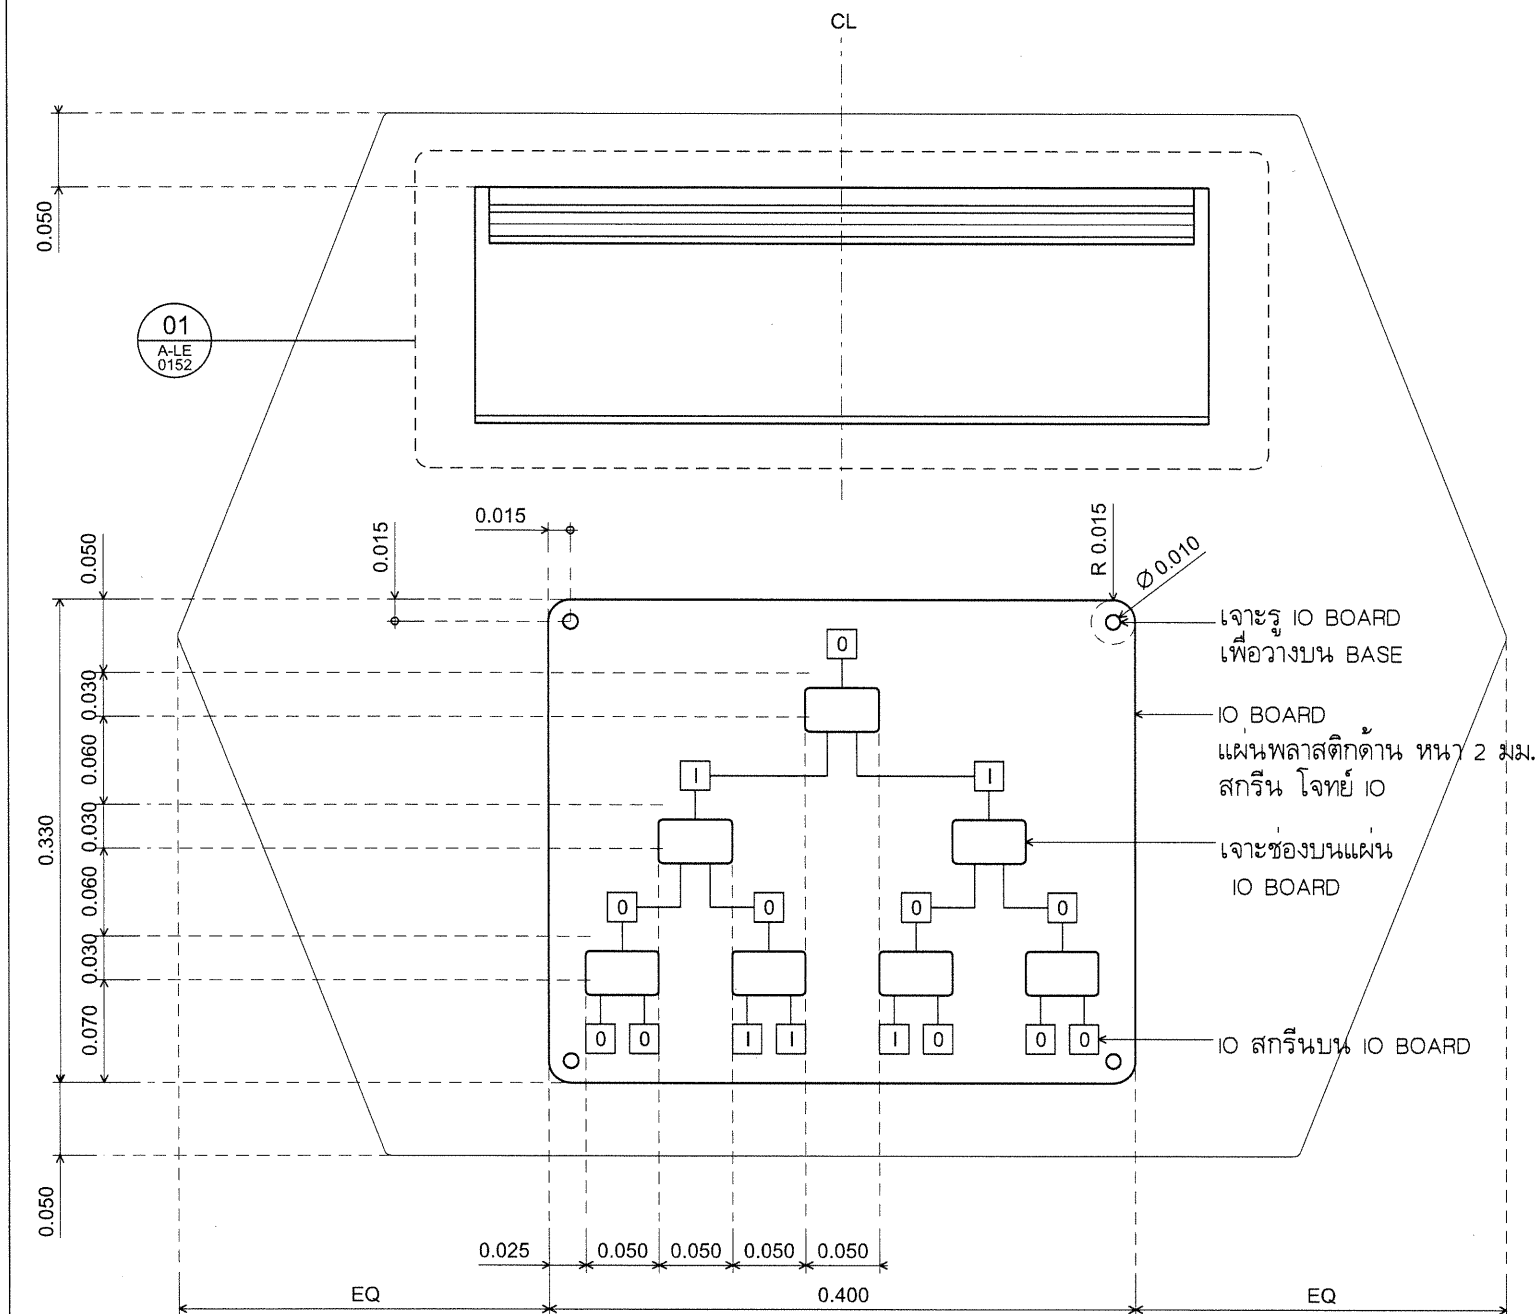 CL
0.050
01
A-LE
0152
0.015
0.015
R 0.015
Ø 0.010
0.050
0.030
0.060
0.030
0.060
0.030
0.070
0.330
0.050
เจาะรู IO BOARD
เพื่อวางบน BASE
IO BOARD
แผ่นพลาสติกด้าน หนา 2 มม.
สกรีน โจทย์ IO
เจาะช่องบนแผ่น
IO BOARD
IO สกรีนบน IO BOARD
0
I I
0 0 0 0
0 0 I I I 0 0 0
0.025 0.050 0.050 0.050 0.050
EQ 0.400 EQ